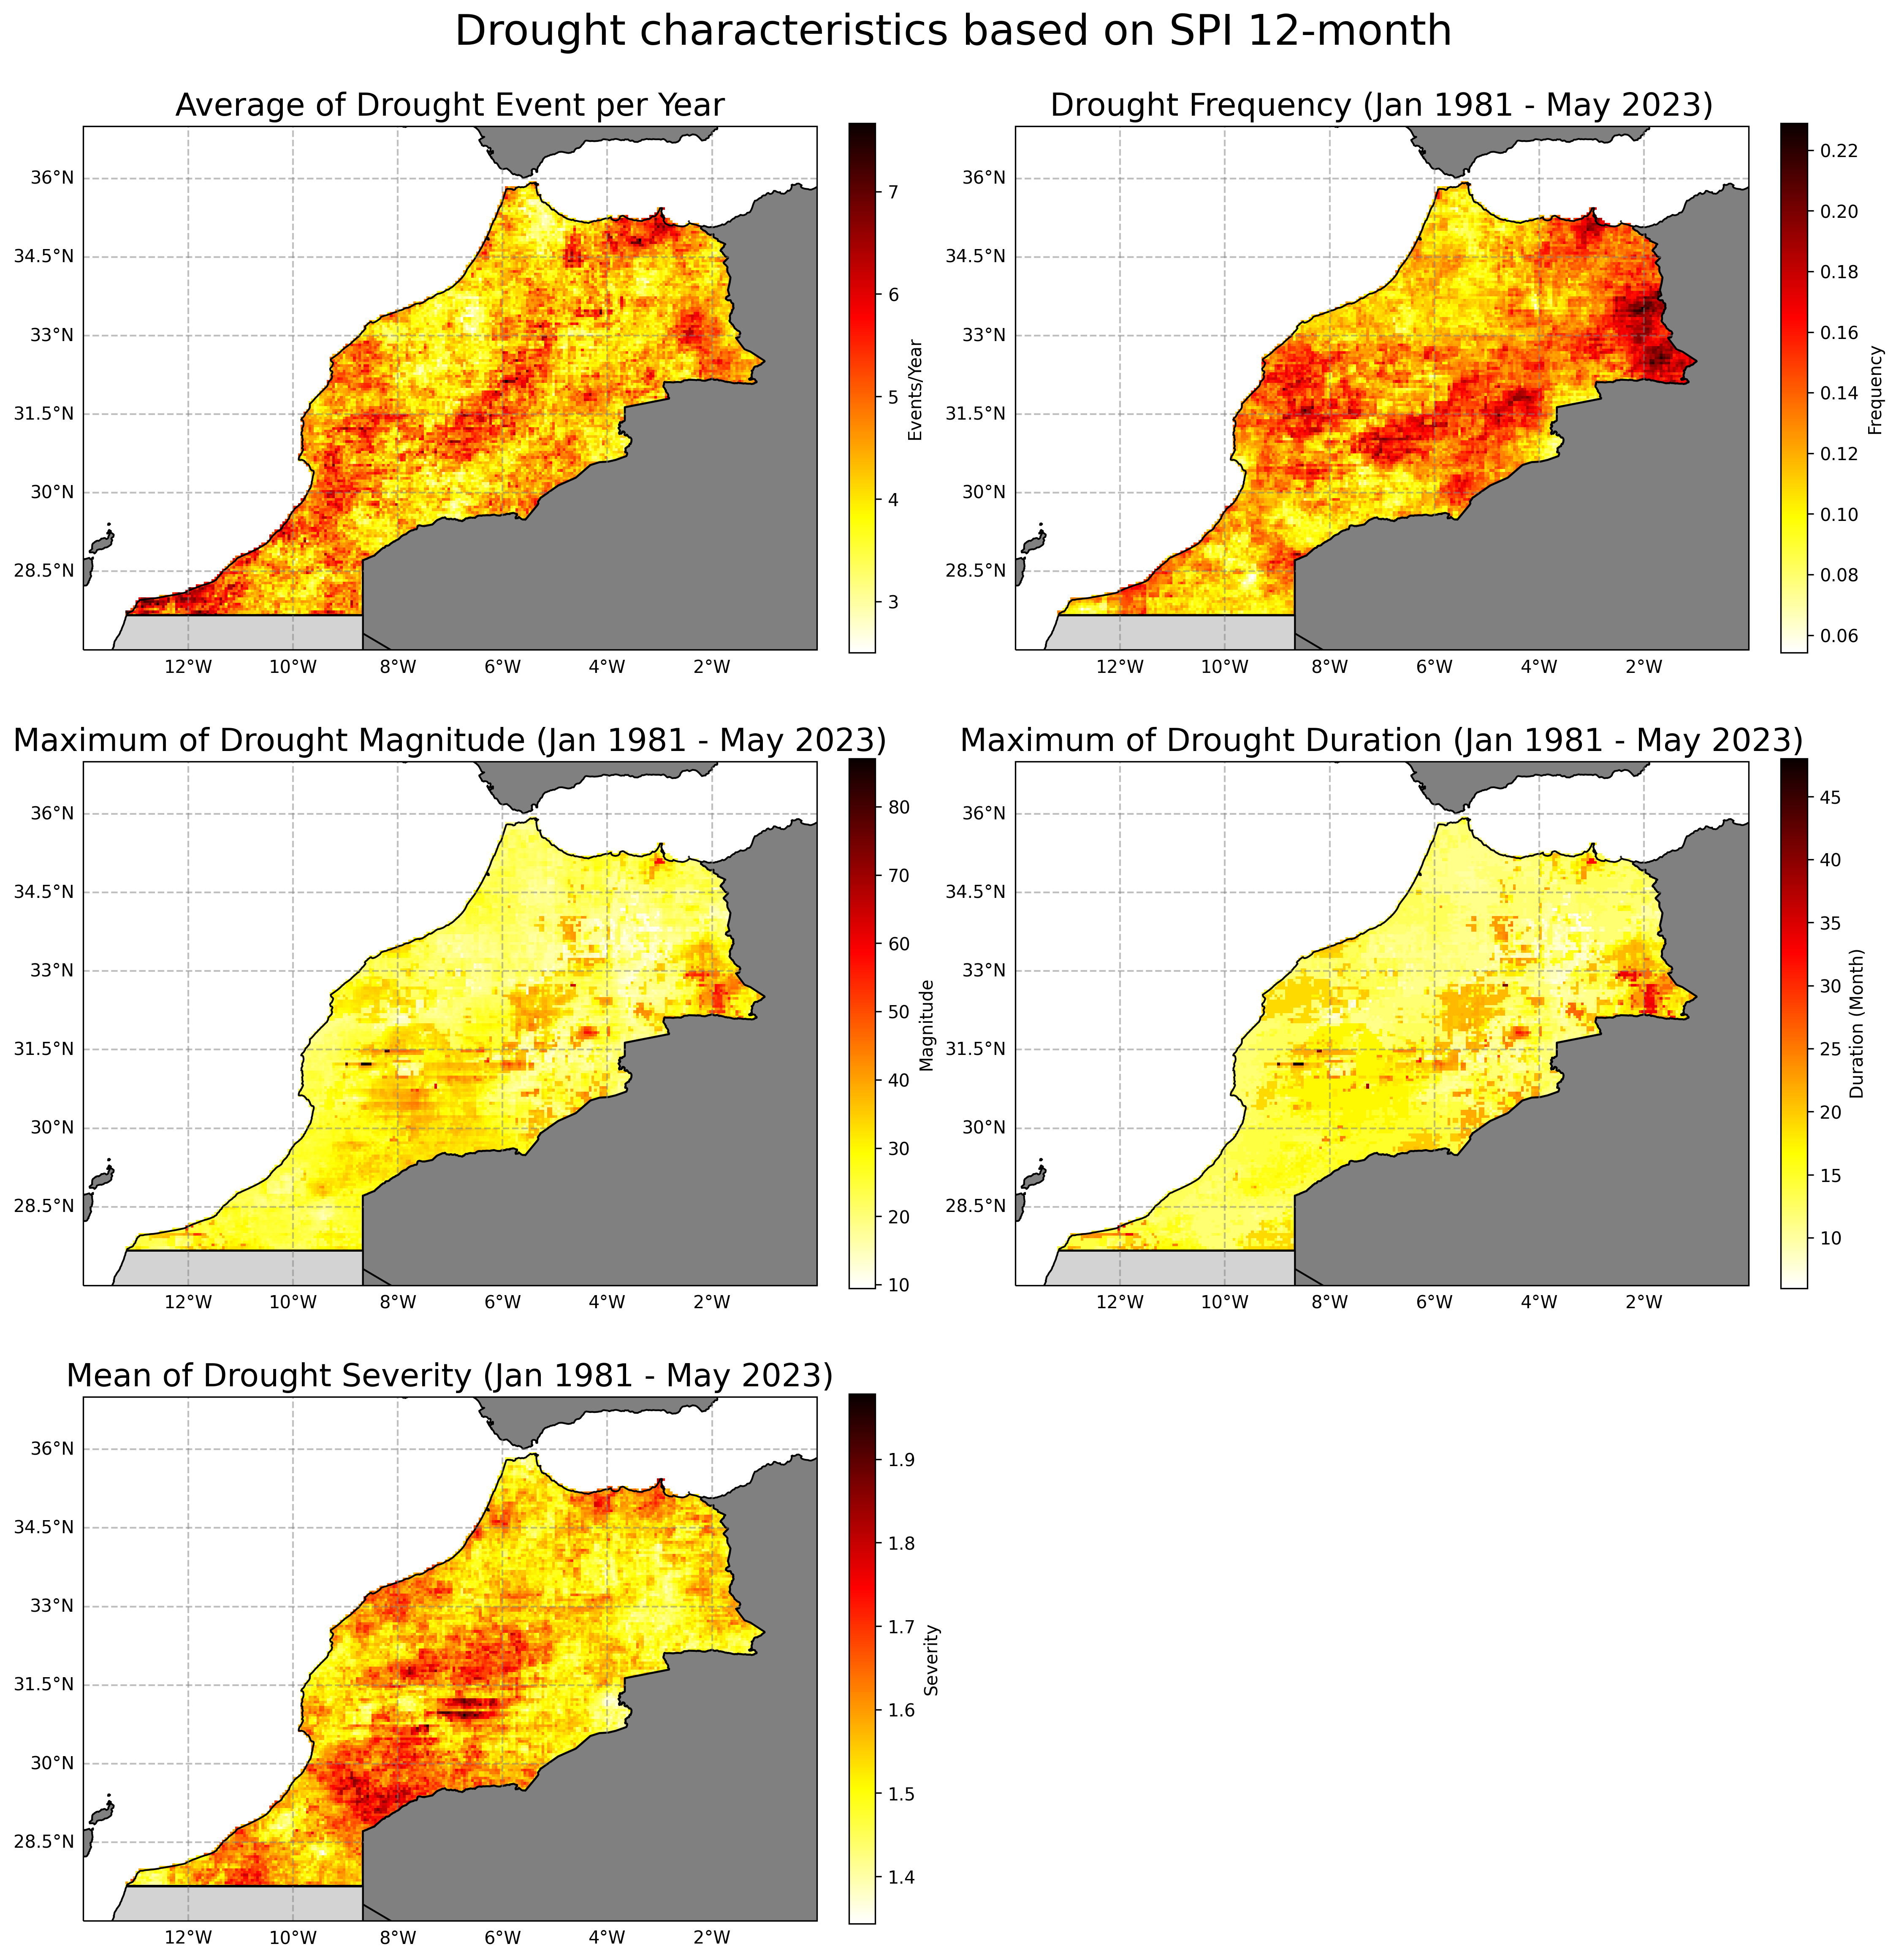 Drought characteristics based on SPI 12-month
Average of Drought Event per Year
36°N
34.5°N
33°N
31.5°N
30°N
28.5°N
12°W 10°W 8°W 6°W 4°W 2°W
7
6
5
4
3
Events/Year
Drought Frequency (Jan 1981 - May 2023)
36°N
34.5°N
33°N
31.5°N
30°N
28.5°N
12°W 10°W 8°W 6°W 4°W 2°W
0.22
0.20
0.18
0.16
0.14
0.12
0.10
0.08
0.06
Frequency
Maximum of Drought Magnitude (Jan 1981 - May 2023)
36°N
34.5°N
33°N
31.5°N
30°N
28.5°N
12°W 10°W 8°W 6°W 4°W 2°W
80
70
60
50
40
30
20
10
Magnitude
Maximum of Drought Duration (Jan 1981 - May 2023)
36°N
34.5°N
33°N
31.5°N
30°N
28.5°N
12°W 10°W 8°W 6°W 4°W 2°W
45
40
35
30
25
20
15
10
Duration (Month)
Mean of Drought Severity (Jan 1981 - May 2023)
36°N
34.5°N
33°N
31.5°N
30°N
28.5°N
12°W 10°W 8°W 6°W 4°W 2°W
1.9
1.8
1.7
1.6
1.5
1.4
Severity